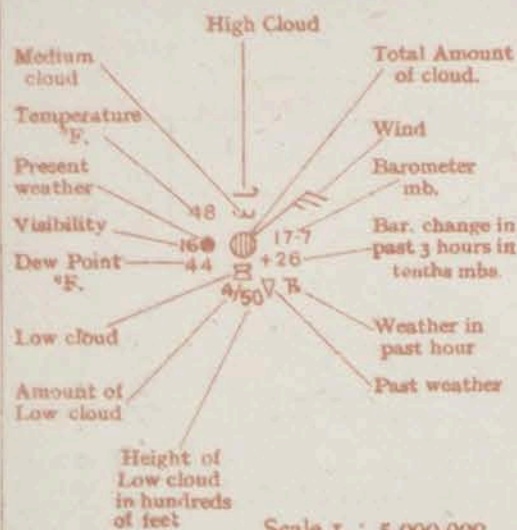 High Cloud
Medium
cloud
Total Amount
of cloud.
Temperature
°F.
Wind
Present
weather
Barometer
mb.
48
Visibility
16
17·7
Bar. change in
past 3 hours in
tenths mbs.
Dew Point
°F.
44
+26
4/50
Low cloud
Weather in
past hour
Amount of
Low cloud
Past weather
Height of
Low cloud
in hundreds
of feet
Scale 1 :